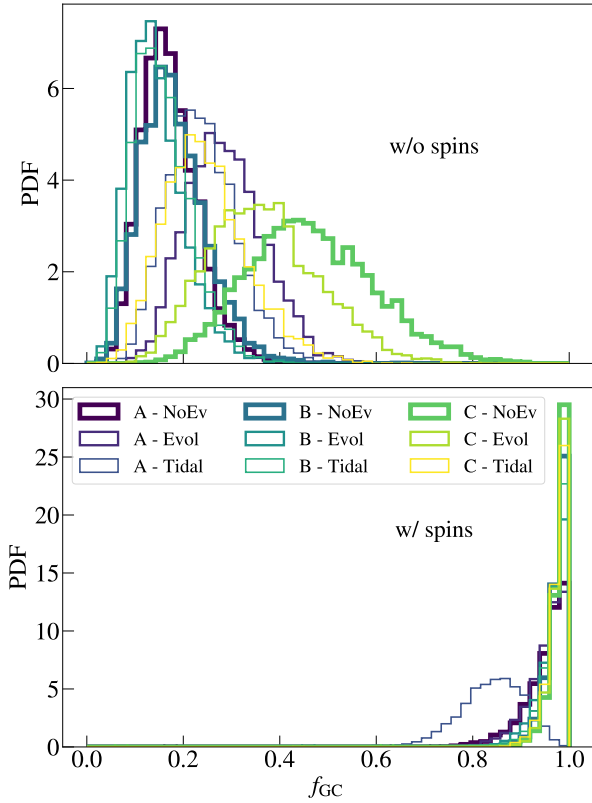 6
4
2
0
PDF
w/o spins
30
25
20
15
10
5
0
PDF
A - NoEv B - NoEv C - NoEv
A - Evol B - Evol C - Evol
A - Tidal B - Tidal C - Tidal
w/ spins
0.0 0.2 0.4 0.6 0.8 1.0
fGC